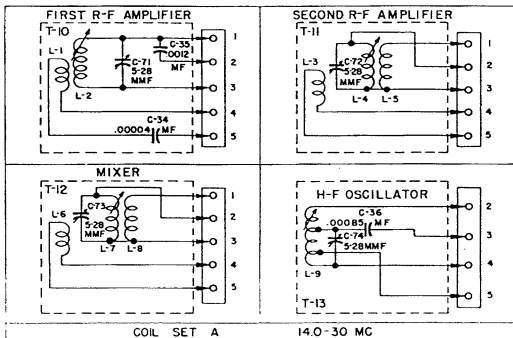 FIRST R-F AMPLIFIER
T-10
L-1
L-2
C-71
5-28
MMF
C-35
.0012
MF
C-34
.00004 MF
1
2
3
4
5
SECOND R-F AMPLIFIER
T-11
L-3
C-72
5-28
MMF
L-4
L-5
1
2
3
4
5
MIXER
T-12
L-6
C-73
5-28
MMF
L-7
L-8
1
2
3
4
5
H-F OSCILLATOR
C-36
.00085 MF
C-74
5-28MMF
L-9
T-13
2
3
4
5
COIL SET A 14.0-30 MC